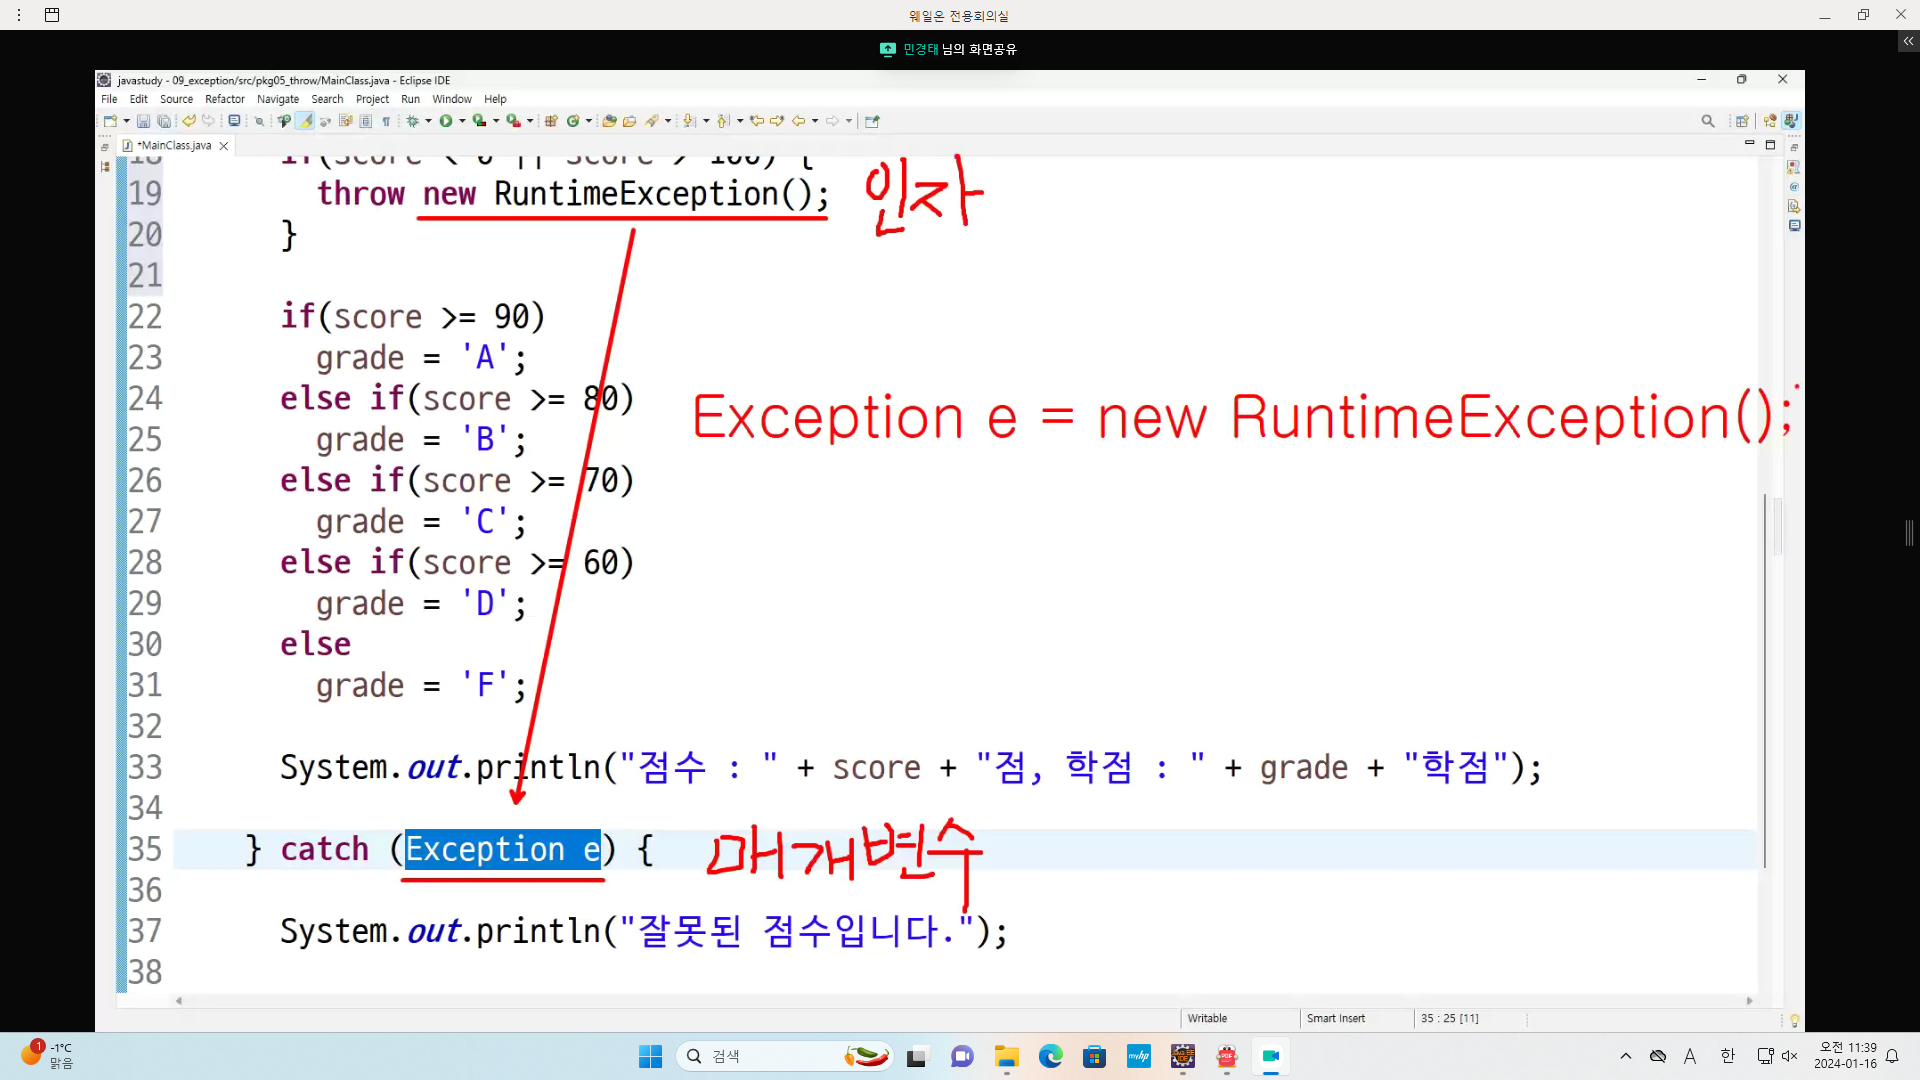 웨일온 전용회의실
민경태 님의 화면공유
javastudy - 09_exception/src/pkg05_throw/MainClass.java - Eclipse IDE
File Edit Source Refactor Navigate Search Project Run Window Help
*MainClass.java
18 if(score < 0 || score > 100) {
19 throw new RuntimeException(); 인자
20 }
21
22 if(score >= 90)
23 grade = 'A';
24 else if(score >= 80)
Exception e = new RuntimeException();
25 grade = 'B';
26 else if(score >= 70)
27 grade = 'C';
28 else if(score >= 60)
29 grade = 'D';
30 else
31 grade = 'F';
32
33 System.out.println("점수 : " + score + "점, 학점 : " + grade + "학점");
34
35 } catch (Exception e) { 매개변수
36
37 System.out.println("잘못된 점수입니다.");
38
Writable Smart Insert 35 : 25 [11]
1 -1°C
맑음
검색
myhp
A 한
오전 11:39
2024-01-16